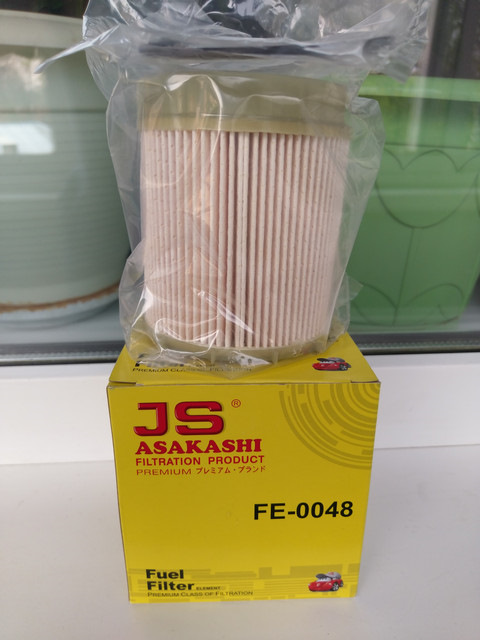 PREMIUM CLASS OF
JS®
ASAKASHI
FILTRATION PRODUCT
PREMIUM プレミアム・ブランド
FE-0048
Fuel
Filter ELEMENT
PREMIUM CLASS OF FILTRATION